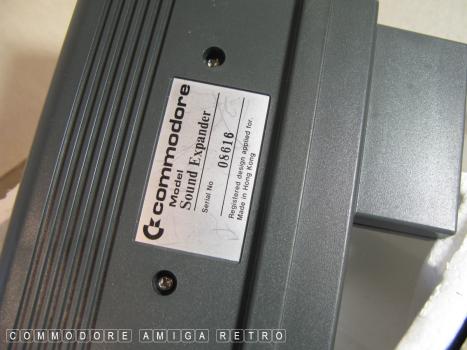 commodore
Model
Sound Expander
Serial No
08616
Registered design applied for.
Made in Hong Kong
COMMODORE AMIGA RETRO